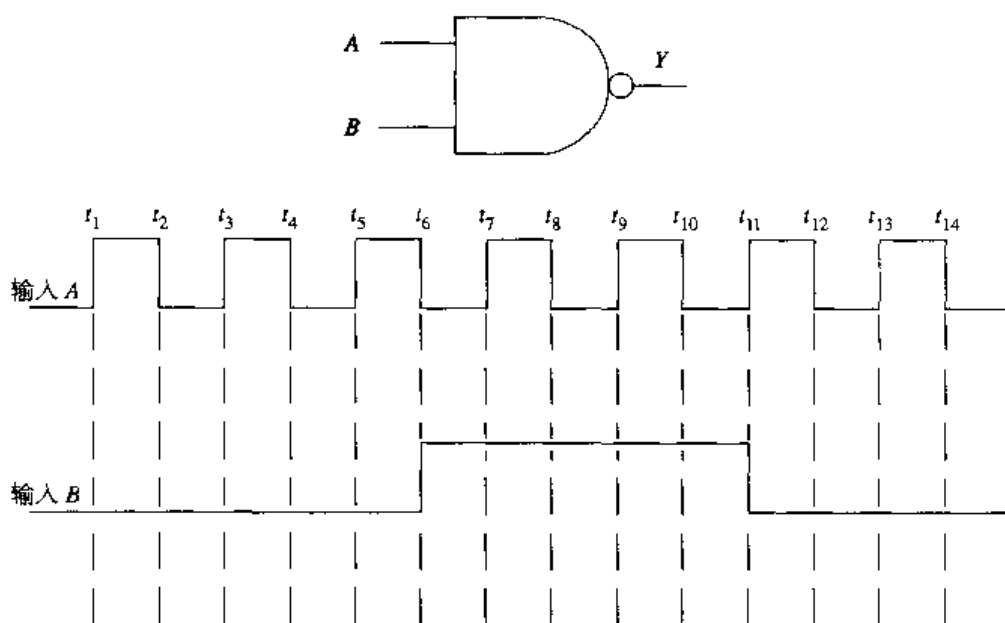 A
Y
B
t₁ t₂ t₃ t₄ t₅ t₆ t₇ t₈ t₉ t₁₀ t₁₁ t₁₂ t₁₃ t₁₄
输入 A
输入 B